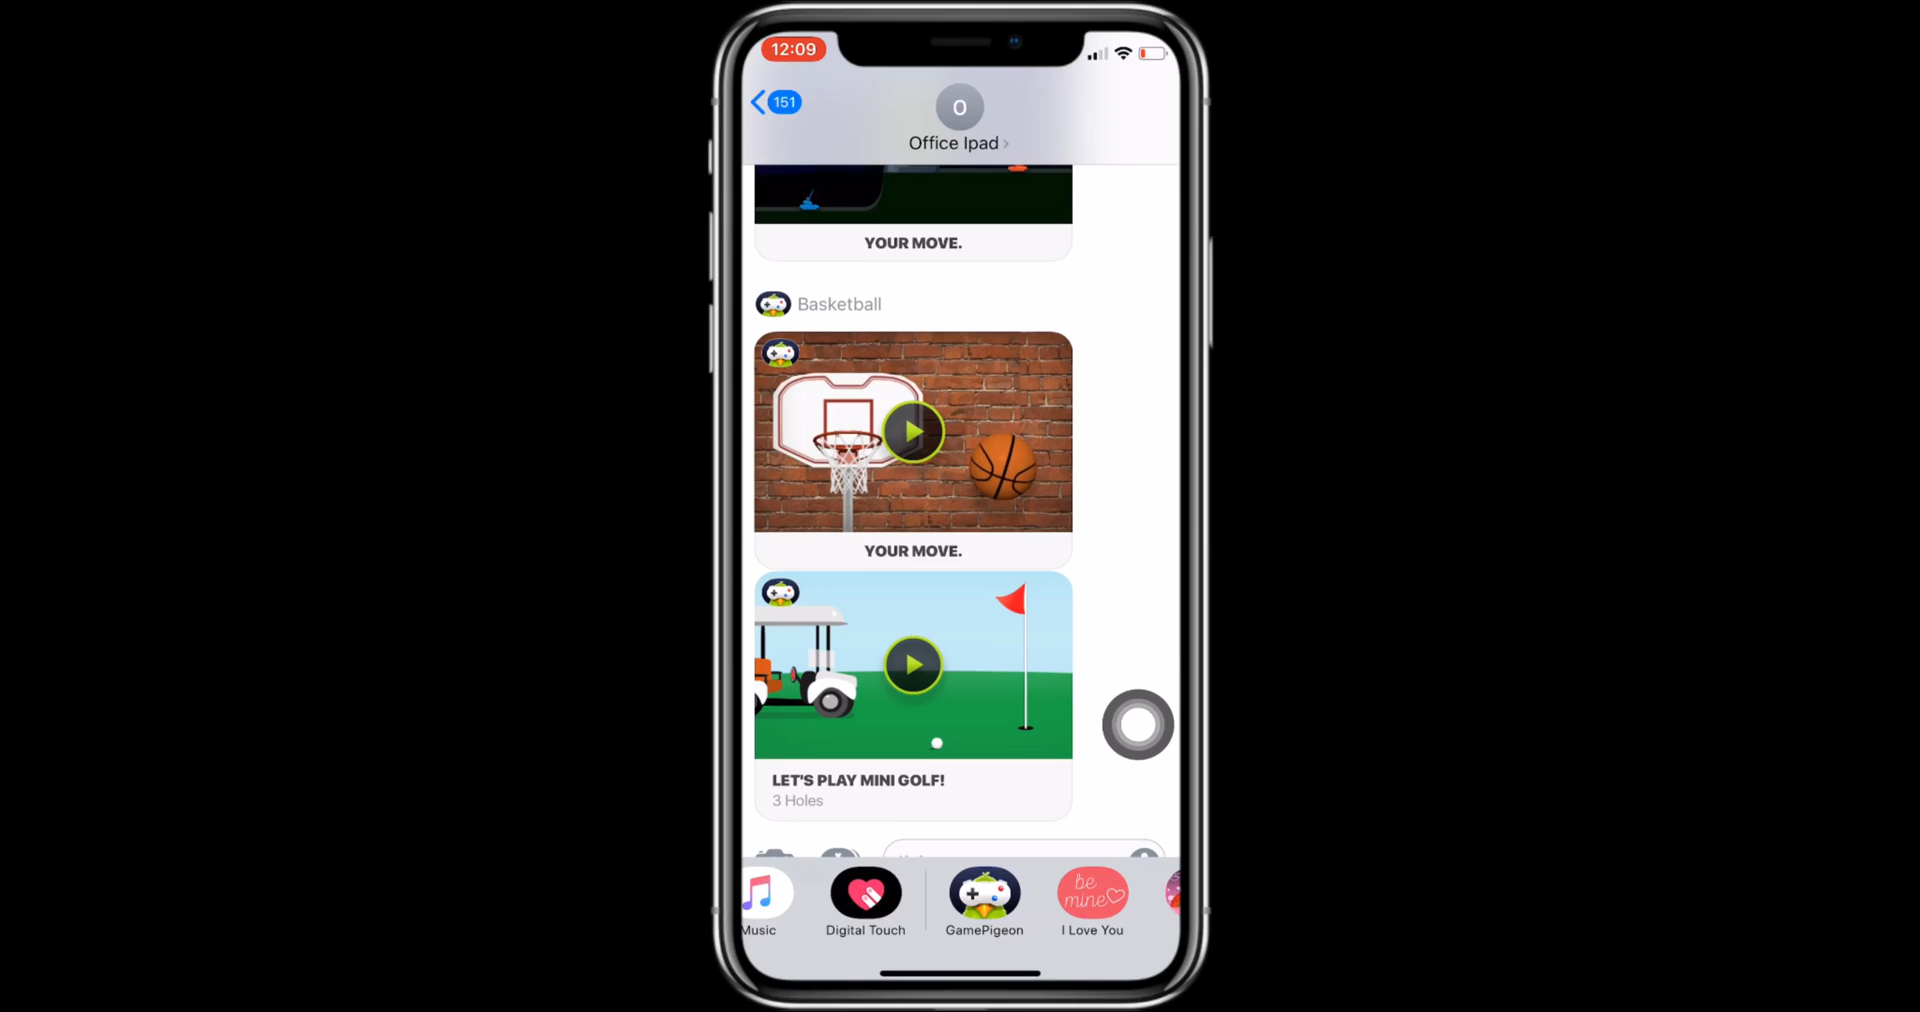 12:09
151
O
Office Ipad
YOUR MOVE.
Basketball
YOUR MOVE.
LET'S PLAY MINI GOLF!
3 Holes
be
mine
Music
Digital Touch
GamePigeon
I Love You